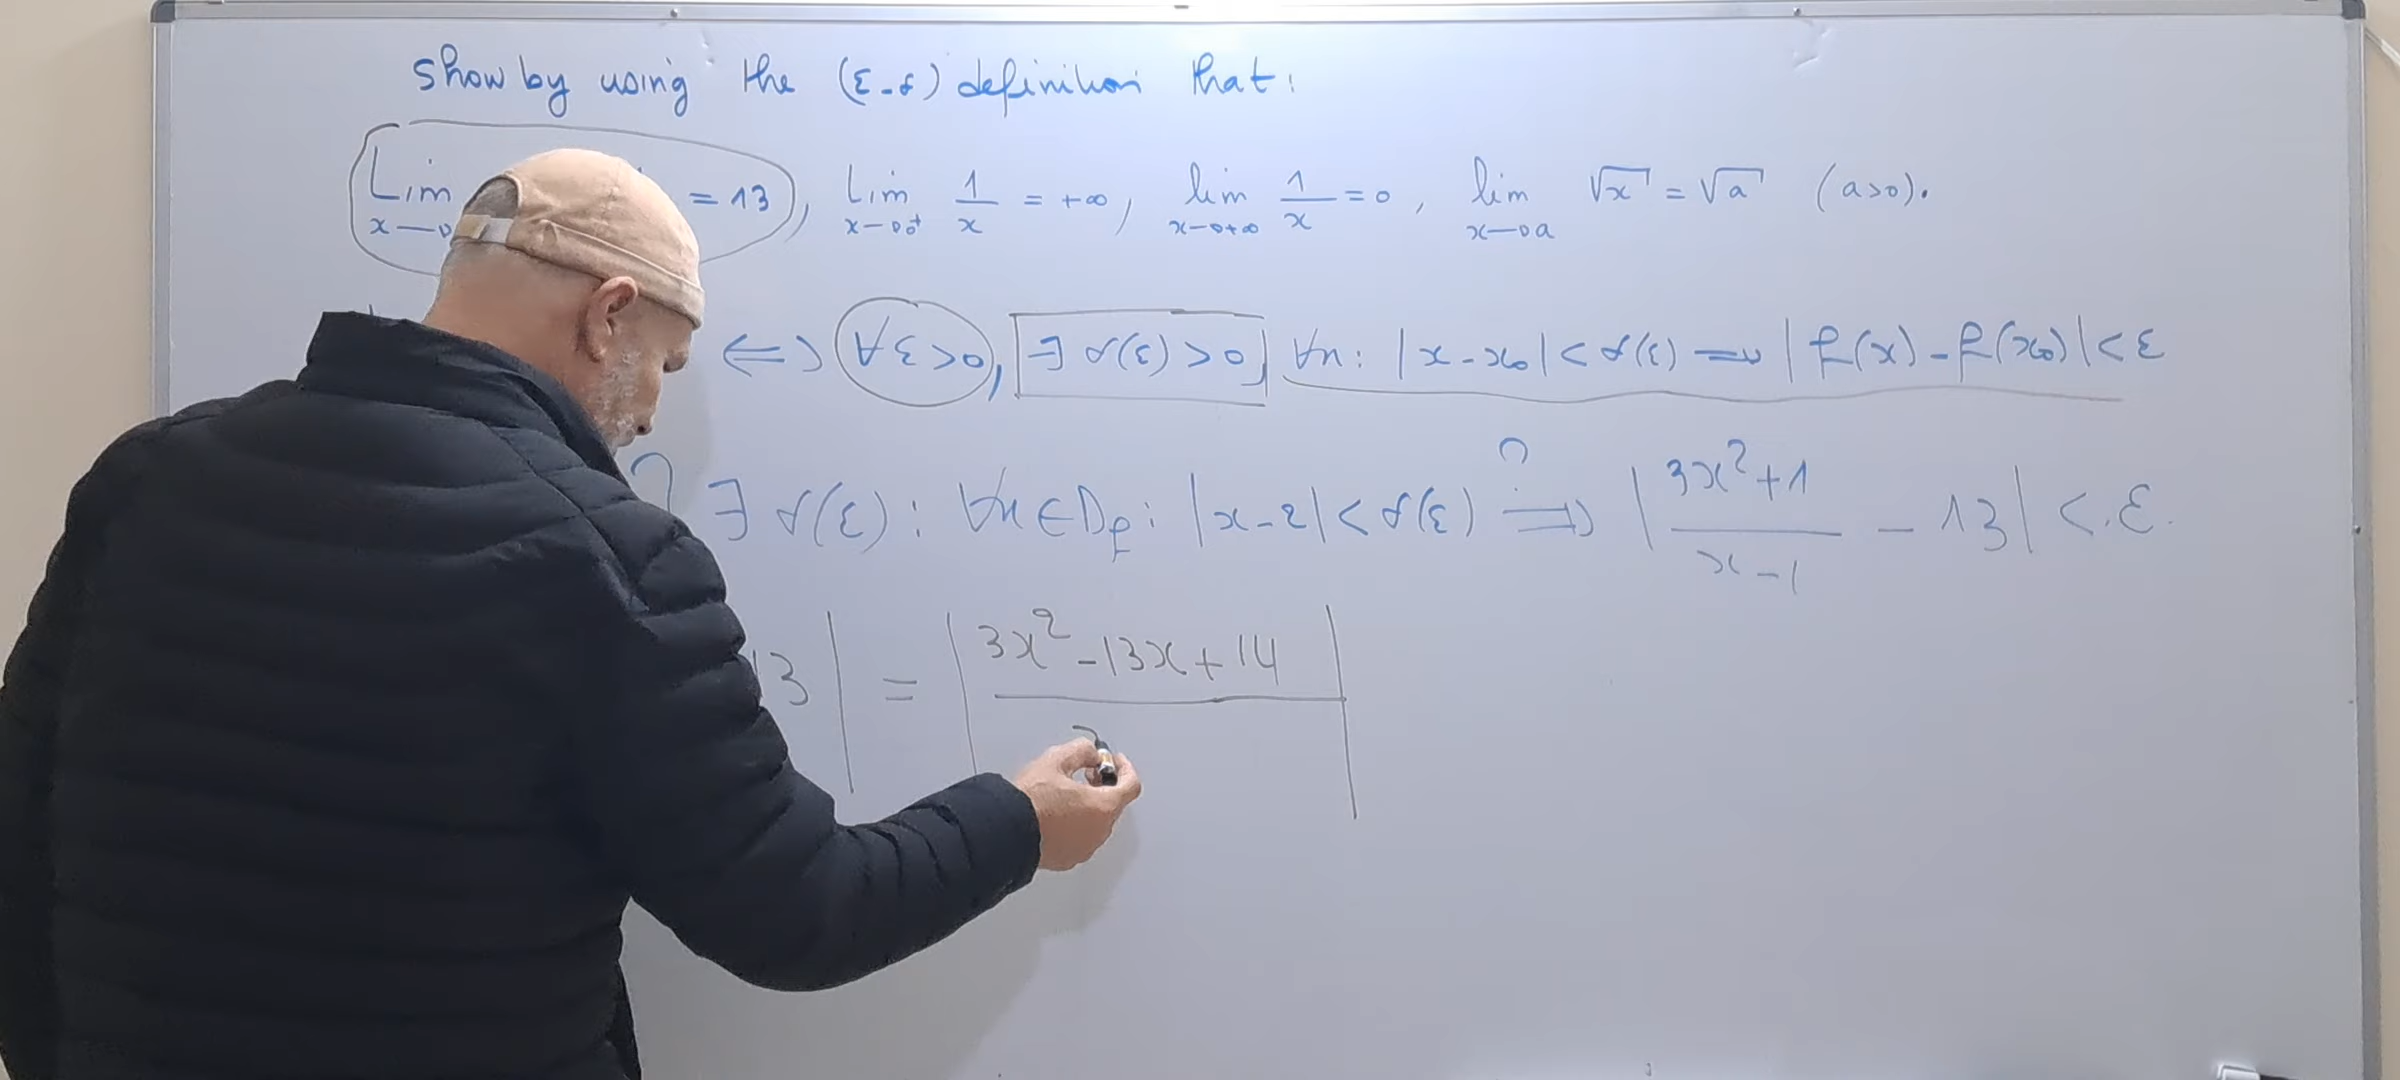 Show by using the (ε-δ) definition that:
Lim x→ = 13, Lim x→0⁺ 1/x = +∞, lim x→+∞ 1/x = 0, lim x→a √x = √a (a>0).
⇔ ∀ε>0, ∃ δ(ε) > 0, ∀x: |x-x₀| < δ(ε) ⇒ |f(x) - f(x₀)| < ε
? ∃ δ(ε): ∀x ∈ D_f: |x-2| < δ(ε) ?⇒ |(3x²+1)/(x-1) - 13| < ε.
13| = |3x²-13x+14|